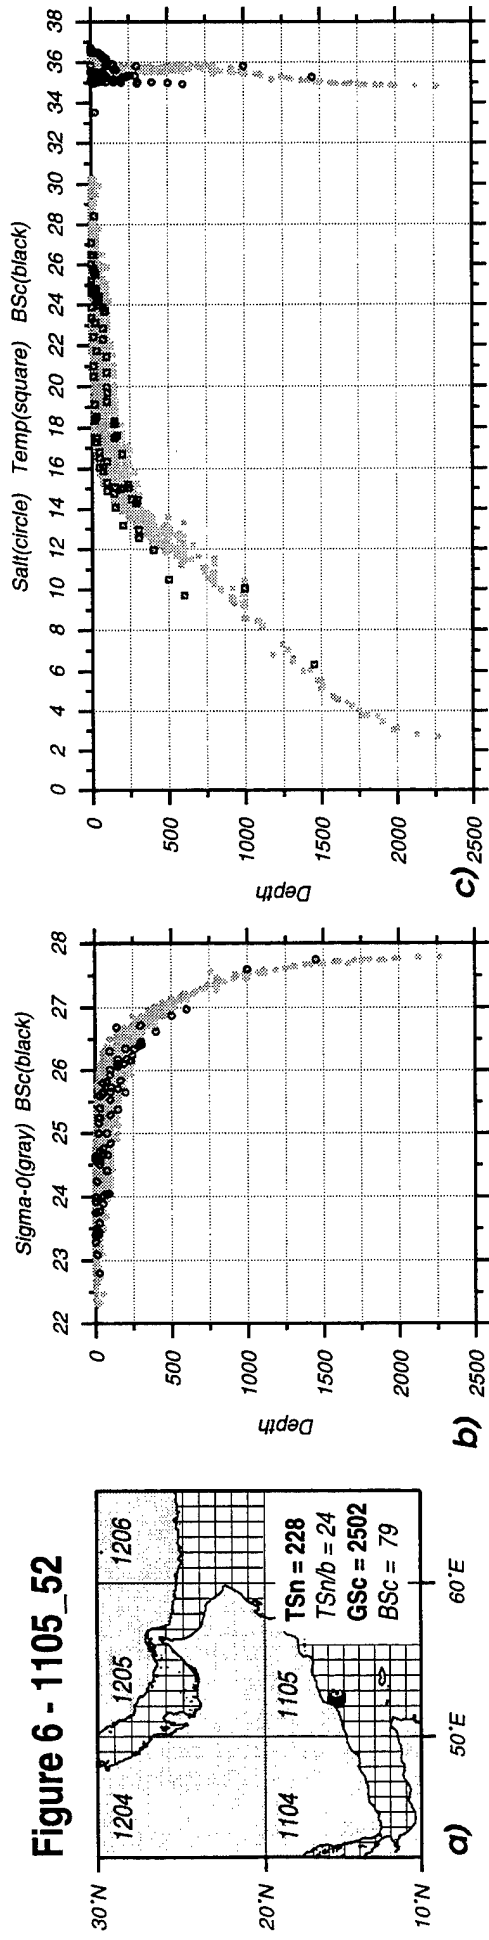 Figure 6 - 1105_52
30°N
20°N
10°N
1204
1205
1206
1104
1105
TSn = 228
TSn/b = 24
GSc = 2502
BSc = 79
50°E
60°E
a)
Sigma-0(gray) BSc(black)
22 23 24 25 26 27 28
0
500
1000
1500
2000
2500
Depth
b)
Salt(circle) Temp(square) BSc(black)
0 2 4 6 8 10 12 14 16 18 20 22 24 26 28 30 32 34 36 38
0
500
1000
1500
2000
2500
Depth
c)